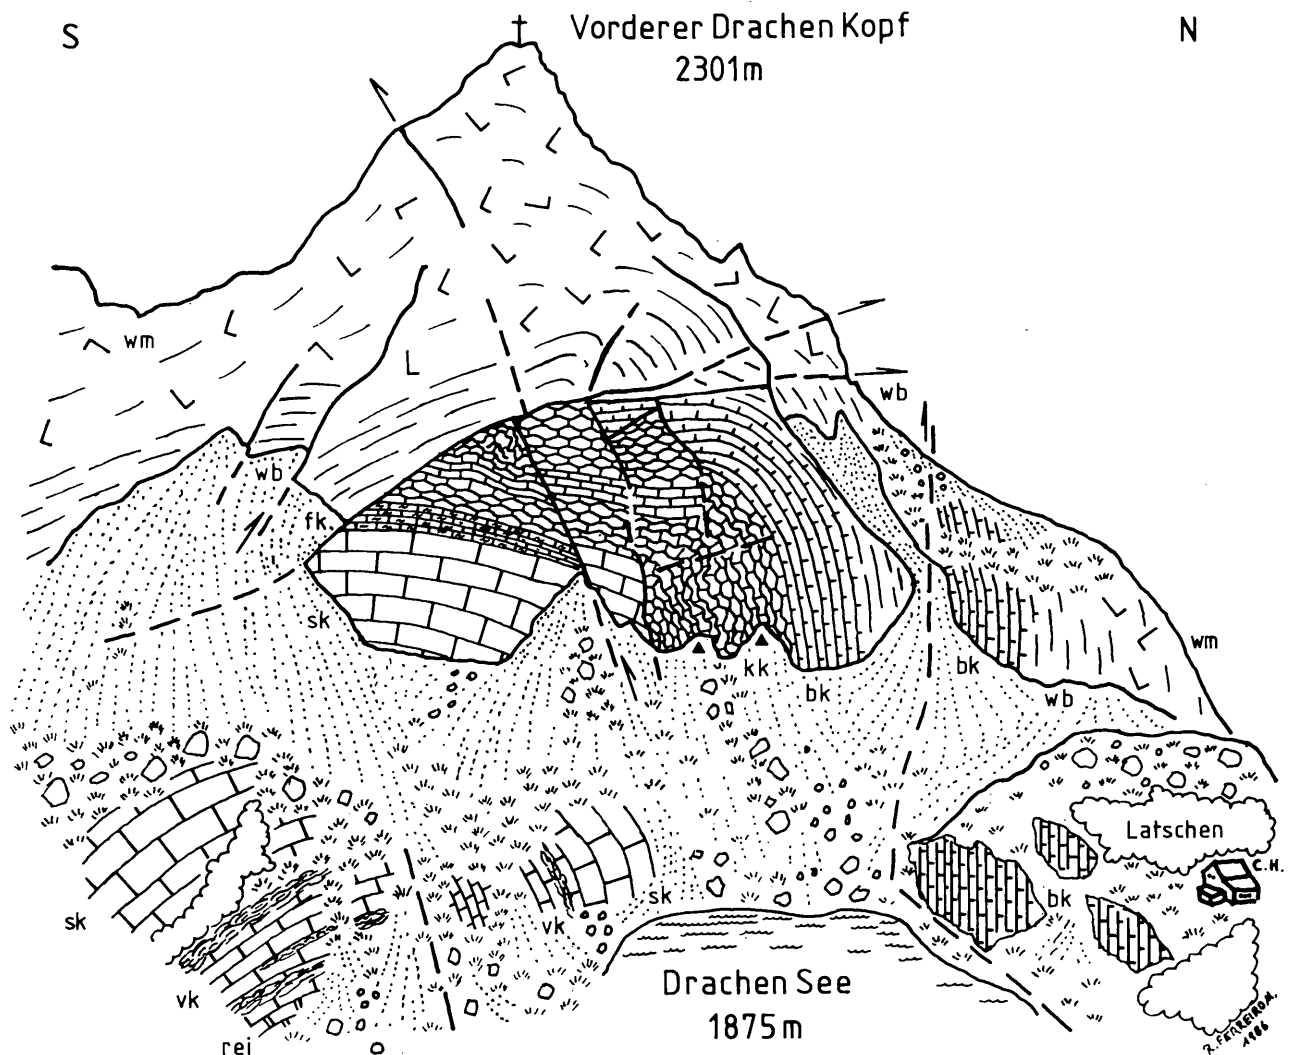 S
Vorderer Drachen Kopf
N
2301m
wm
wb
wb
fk.
sk
wm
kk
bk
bk
wb
Latschen
C.H.
sk
vk
sk
bk
vk
Drachen See
1875m
rei
R. FERREIRO M.
1986